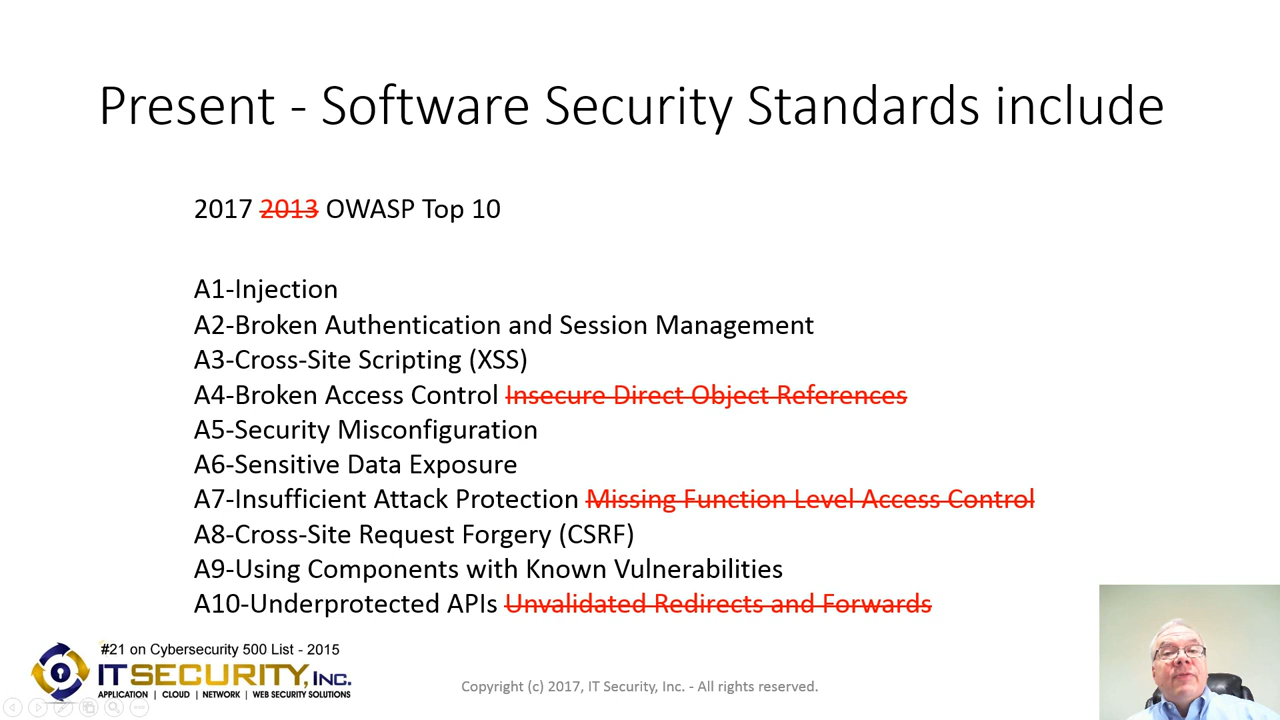 Present - Software Security Standards include
2017 2013 OWASP Top 10
A1-Injection
A2-Broken Authentication and Session Management
A3-Cross-Site Scripting (XSS)
A4-Broken Access Control Insecure Direct Object References
A5-Security Misconfiguration
A6-Sensitive Data Exposure
A7-Insufficient Attack Protection Missing Function Level Access Control
A8-Cross-Site Request Forgery (CSRF)
A9-Using Components with Known Vulnerabilities
A10-Underprotected APIs Unvalidated Redirects and Forwards
#21 on Cybersecurity 500 List - 2015
IT SECURITY, INC.
APPLICATION | CLOUD | NETWORK | WEB SECURITY SOLUTIONS
Copyright (c) 2017, IT Security, Inc. - All rights reserved.